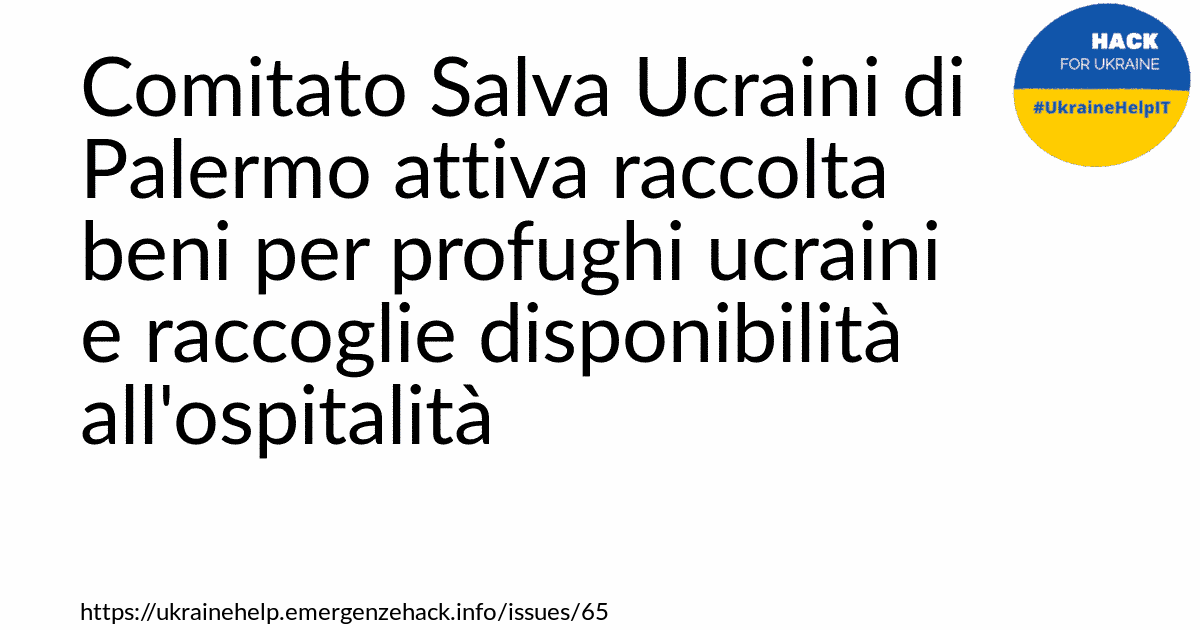 Comitato Salva Ucraini di
Palermo attiva raccolta
beni per profughi ucraini
e raccoglie disponibilità
all'ospitalità
HACK
FOR UKRAINE
#UkraineHelpIT
https://ukrainehelp.emergenzehack.info/issues/65